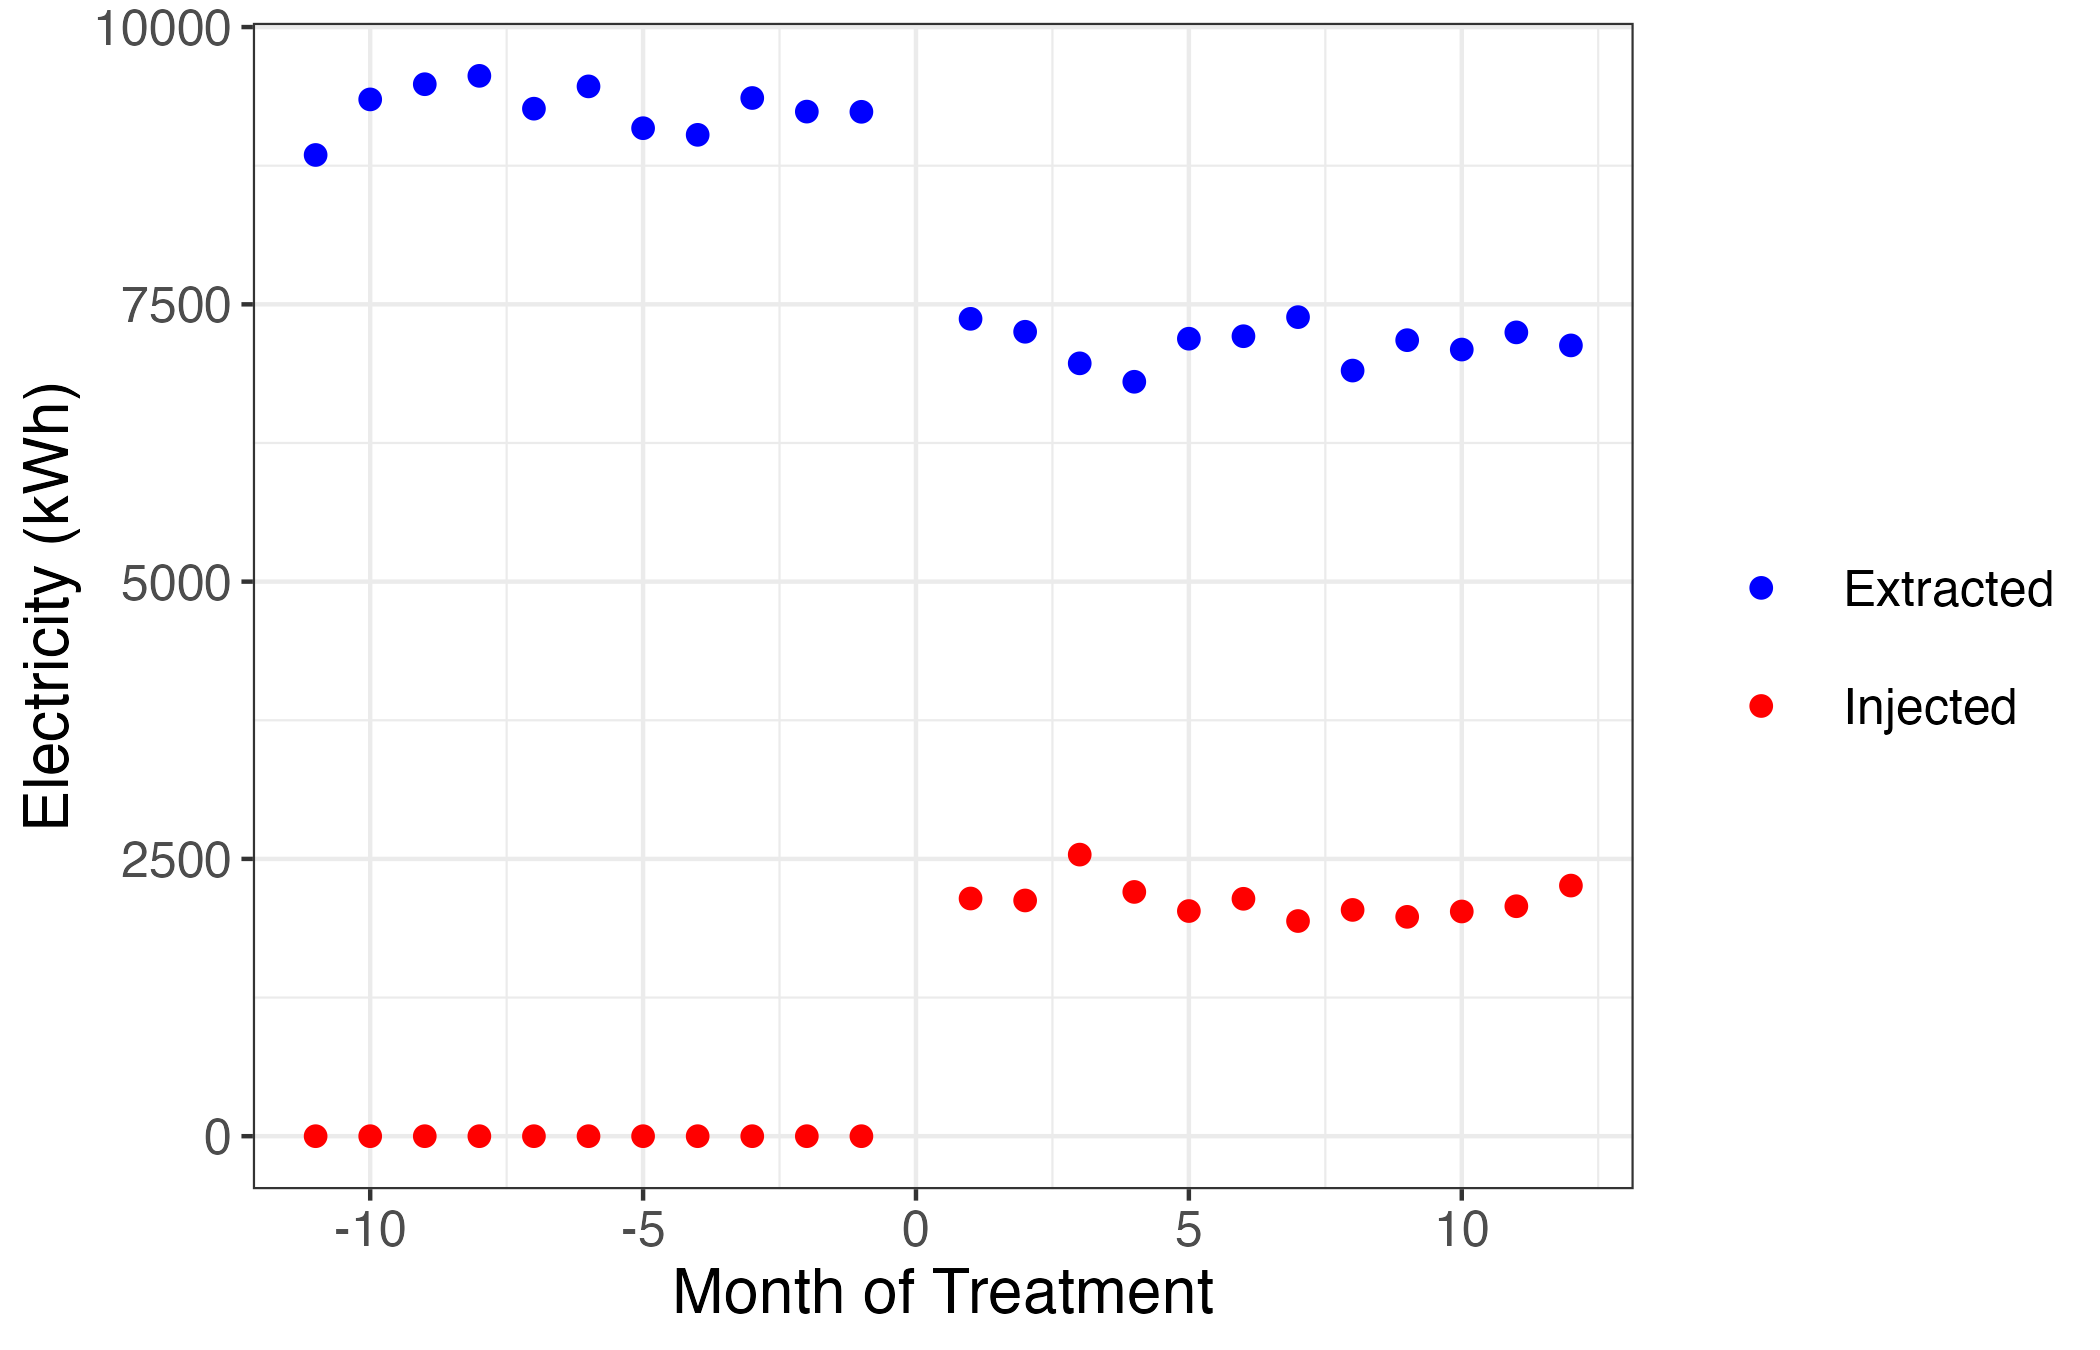 10000
7500
5000
2500
0
Electricity (kWh)
-10 -5 0 5 10
Month of Treatment
Extracted
Injected